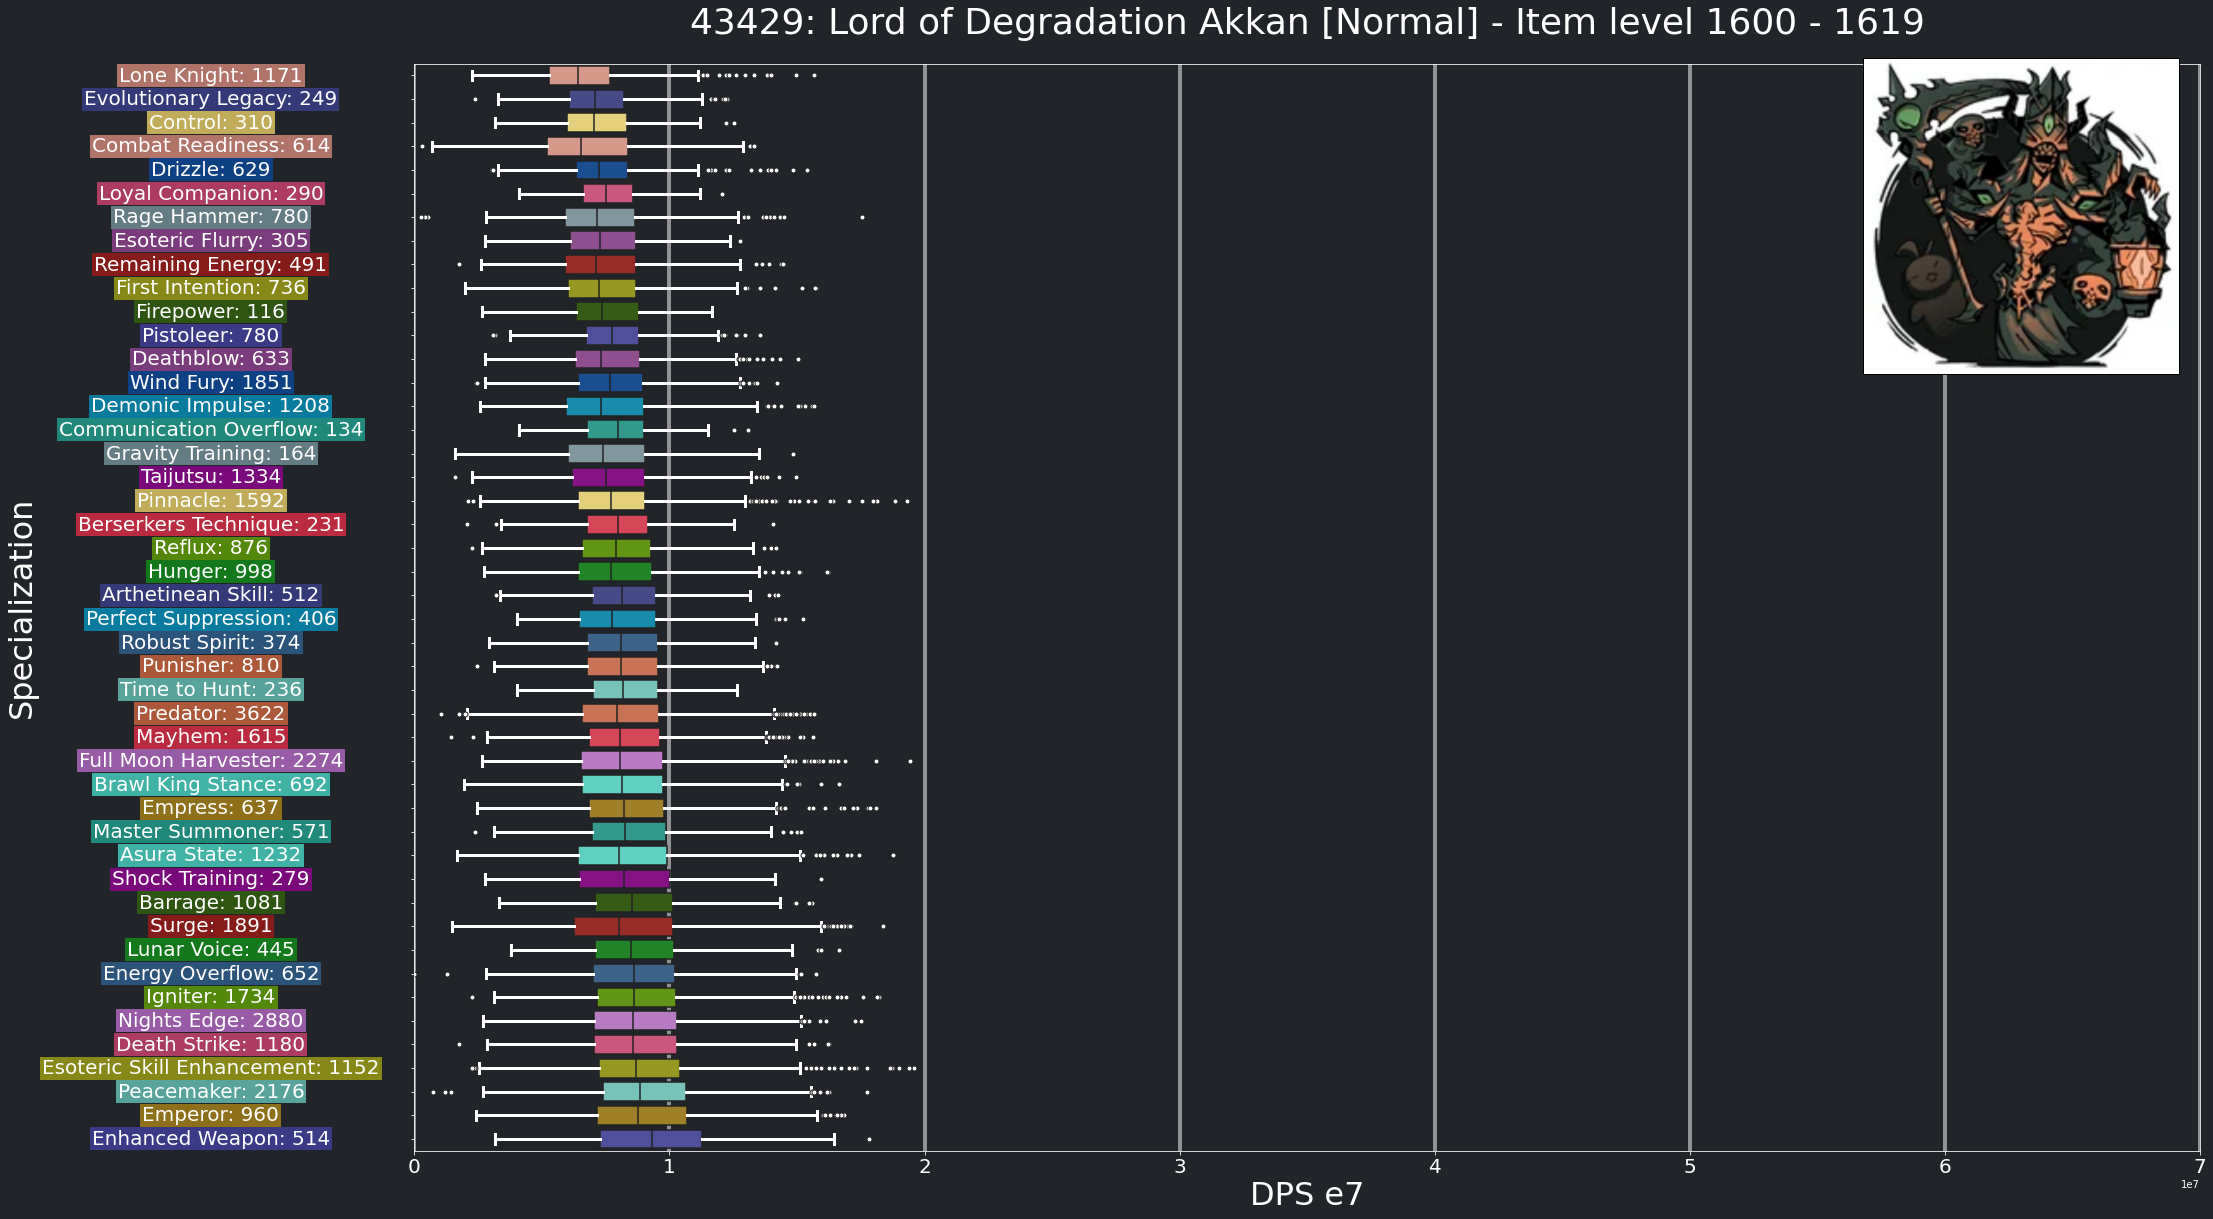 43429: Lord of Degradation Akkan [Normal] - Item level 1600 - 1619
Specialization
Lone Knight: 1171
Evolutionary Legacy: 249
Control: 310
Combat Readiness: 614
Drizzle: 629
Loyal Companion: 290
Rage Hammer: 780
Esoteric Flurry: 305
Remaining Energy: 491
First Intention: 736
Firepower: 116
Pistoleer: 780
Deathblow: 633
Wind Fury: 1851
Demonic Impulse: 1208
Communication Overflow: 134
Gravity Training: 164
Taijutsu: 1334
Pinnacle: 1592
Berserkers Technique: 231
Reflux: 876
Hunger: 998
Arthetinean Skill: 512
Perfect Suppression: 406
Robust Spirit: 374
Punisher: 810
Time to Hunt: 236
Predator: 3622
Mayhem: 1615
Full Moon Harvester: 2274
Brawl King Stance: 692
Empress: 637
Master Summoner: 571
Asura State: 1232
Shock Training: 279
Barrage: 1081
Surge: 1891
Lunar Voice: 445
Energy Overflow: 652
Igniter: 1734
Nights Edge: 2880
Death Strike: 1180
Esoteric Skill Enhancement: 1152
Peacemaker: 2176
Emperor: 960
Enhanced Weapon: 514
0 1 2 3 4 5 6 7
1e7
DPS e7